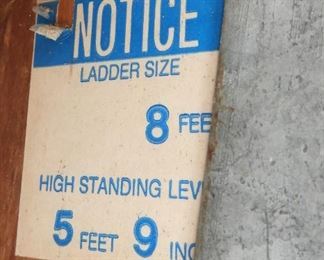 NOTICE
LADDER SIZE
8 FEE
HIGH STANDING LEV
5 FEET 9 INC